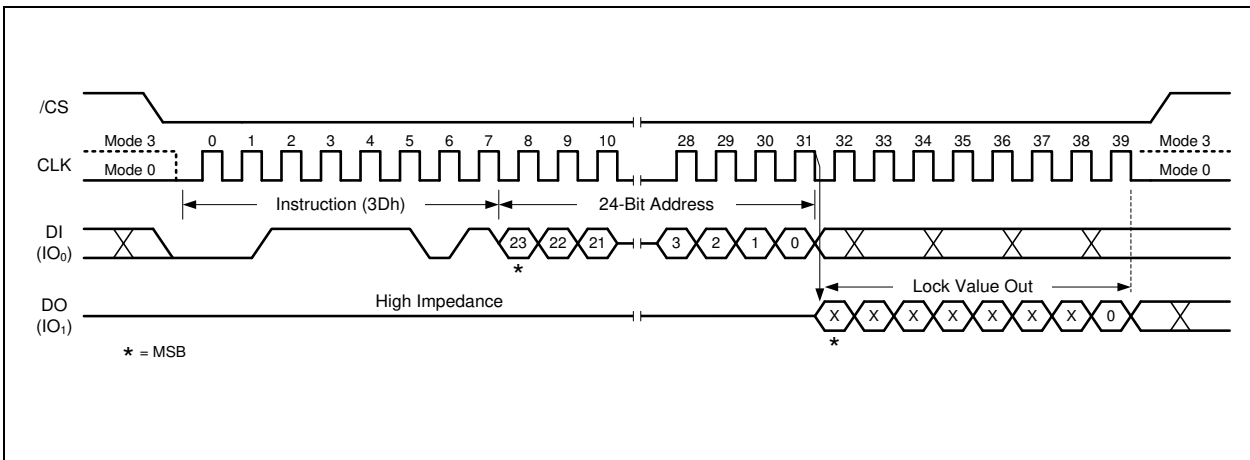 /CS
Mode 3 0 1 2 3 4 5 6 7 8 9 10 28 29 30 31 32 33 34 35 36 37 38 39 Mode 3
CLK Mode 0 Mode 0
Instruction (3Dh) 24-Bit Address
DI
(IO₀) 23 22 21 3 2 1 0
*
High Impedance Lock Value Out
DO
(IO₁) X X X X X X X 0
*
* = MSB